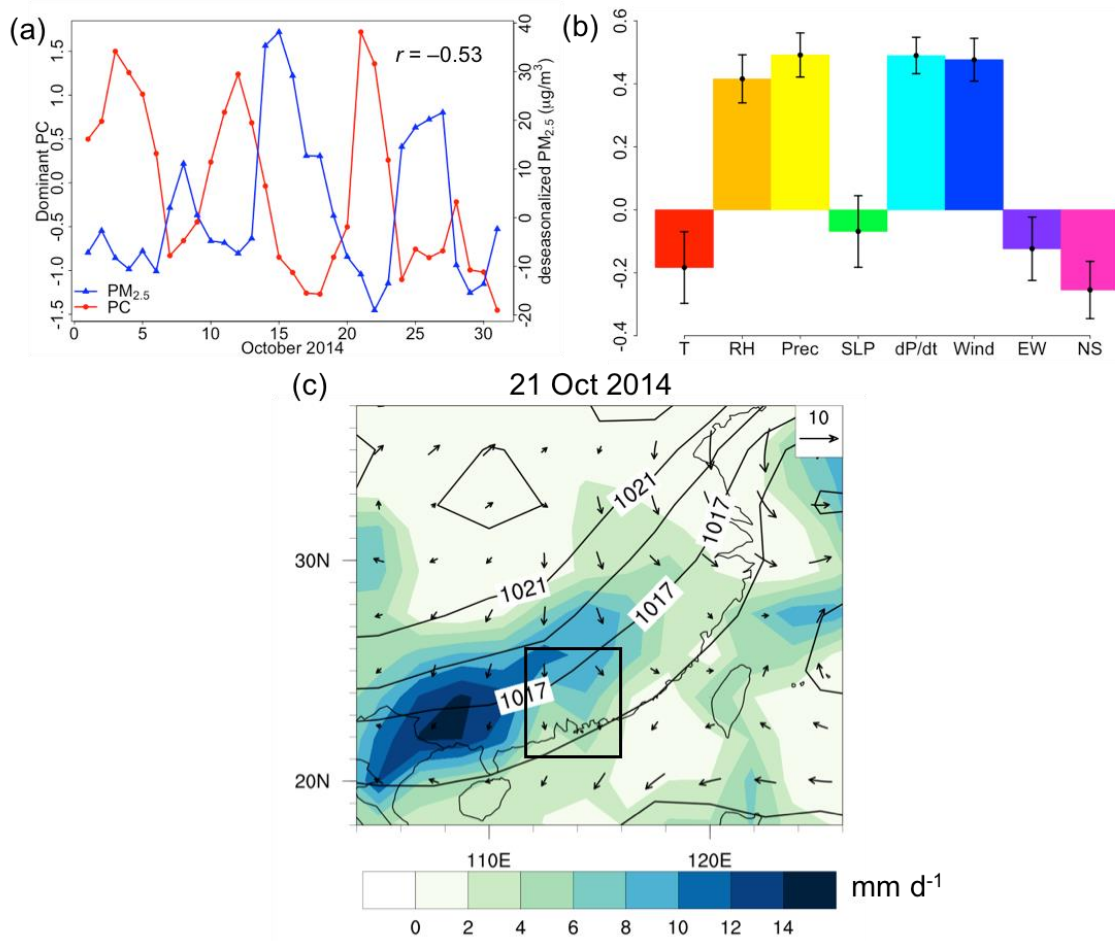 (a)
r = –0.53
Dominant PC
1.5
1.0
0.5
0.0
-0.5
-1.0
-1.5
40
30
20
10
0
-10
-20
deseasonalized PM2.5 (μg/m³)
PM2.5
PC
0 5 10 15 20 25 30
October 2014
(b)
0.6
0.4
0.2
0.0
-0.2
-0.4
T RH Prec SLP dP/dt Wind EW NS
(c) 21 Oct 2014
10
1021
1017
30N
1021
1017
1017
20N
110E 120E
mm d-1
0 2 4 6 8 10 12 14